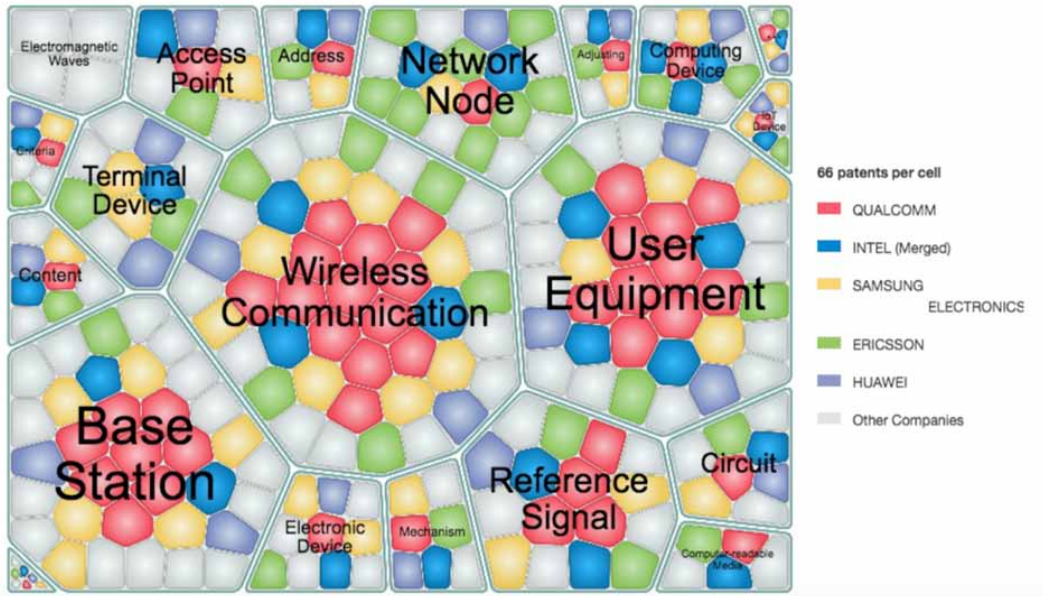 Electromagnetic
Waves
Access
Point
Address
Network
Node
Adjusting
Computing
Device
IoT
Device
Criteria
Terminal
Device
Content
Wireless
Communication
User
Equipment
Base
Station
Reference
Signal
Circuit
Electronic
Device
Mechanism
Computer-readable
Media
66 patents per cell
QUALCOMM
INTEL (Merged)
SAMSUNG
ELECTRONICS
ERICSSON
HUAWEI
Other Companies